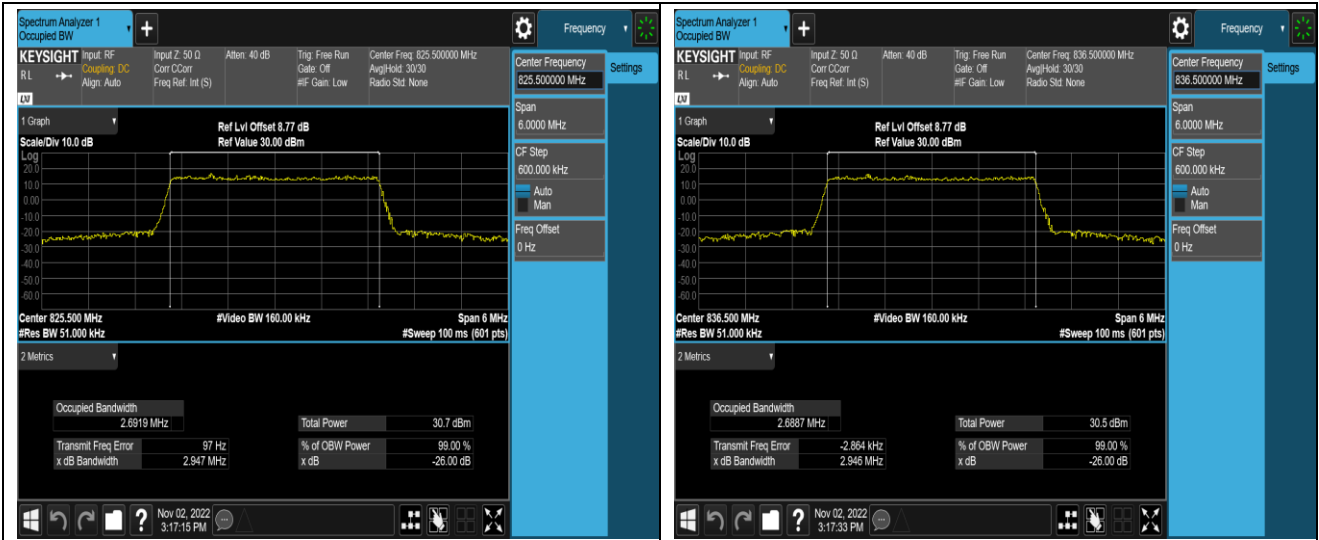 Spectrum Analyzer 1
Occupied BW
+
Frequency
KEYSIGHT Input: RF Input Z: 50 Ω Atten: 40 dB Trig: Free Run Center Freq: 825.500000 MHz
RL Coupling: DC Corr CCorr Gate: Off Avg|Hold: 30/30
Align: Auto Freq Ref: Int (S) #IF Gain: Low Radio Std: None
LXI
Center Frequency
825.500000 MHz
Settings
Span
6.0000 MHz
CF Step
600.000 kHz
Auto
Man
Freq Offset
0 Hz
1 Graph
Ref Lvl Offset 8.77 dB
Scale/Div 10.0 dB Ref Value 30.00 dBm
Log
20.0
10.0
0.00
-10.0
-20.0
-30.0
-40.0
-50.0
-60.0
Center 825.500 MHz #Video BW 160.00 kHz Span 6 MHz
#Res BW 51.000 kHz #Sweep 100 ms (601 pts)
2 Metrics
Occupied Bandwidth
2.6919 MHz Total Power 30.7 dBm
Transmit Freq Error 97 Hz % of OBW Power 99.00 %
x dB Bandwidth 2.947 MHz x dB -26.00 dB
?
Nov 02, 2022
3:17:15 PM
Spectrum Analyzer 1
Occupied BW
+
Frequency
KEYSIGHT Input: RF Input Z: 50 Ω Atten: 40 dB Trig: Free Run Center Freq: 836.500000 MHz
RL Coupling: DC Corr CCorr Gate: Off Avg|Hold: 30/30
Align: Auto Freq Ref: Int (S) #IF Gain: Low Radio Std: None
LXI
Center Frequency
836.500000 MHz
Settings
Span
6.0000 MHz
CF Step
600.000 kHz
Auto
Man
Freq Offset
0 Hz
1 Graph
Ref Lvl Offset 8.77 dB
Scale/Div 10.0 dB Ref Value 30.00 dBm
Log
20.0
10.0
0.00
-10.0
-20.0
-30.0
-40.0
-50.0
-60.0
Center 836.500 MHz #Video BW 160.00 kHz Span 6 MHz
#Res BW 51.000 kHz #Sweep 100 ms (601 pts)
2 Metrics
Occupied Bandwidth
2.6887 MHz Total Power 30.5 dBm
Transmit Freq Error -2.864 kHz % of OBW Power 99.00 %
x dB Bandwidth 2.946 MHz x dB -26.00 dB
?
Nov 02, 2022
3:17:33 PM